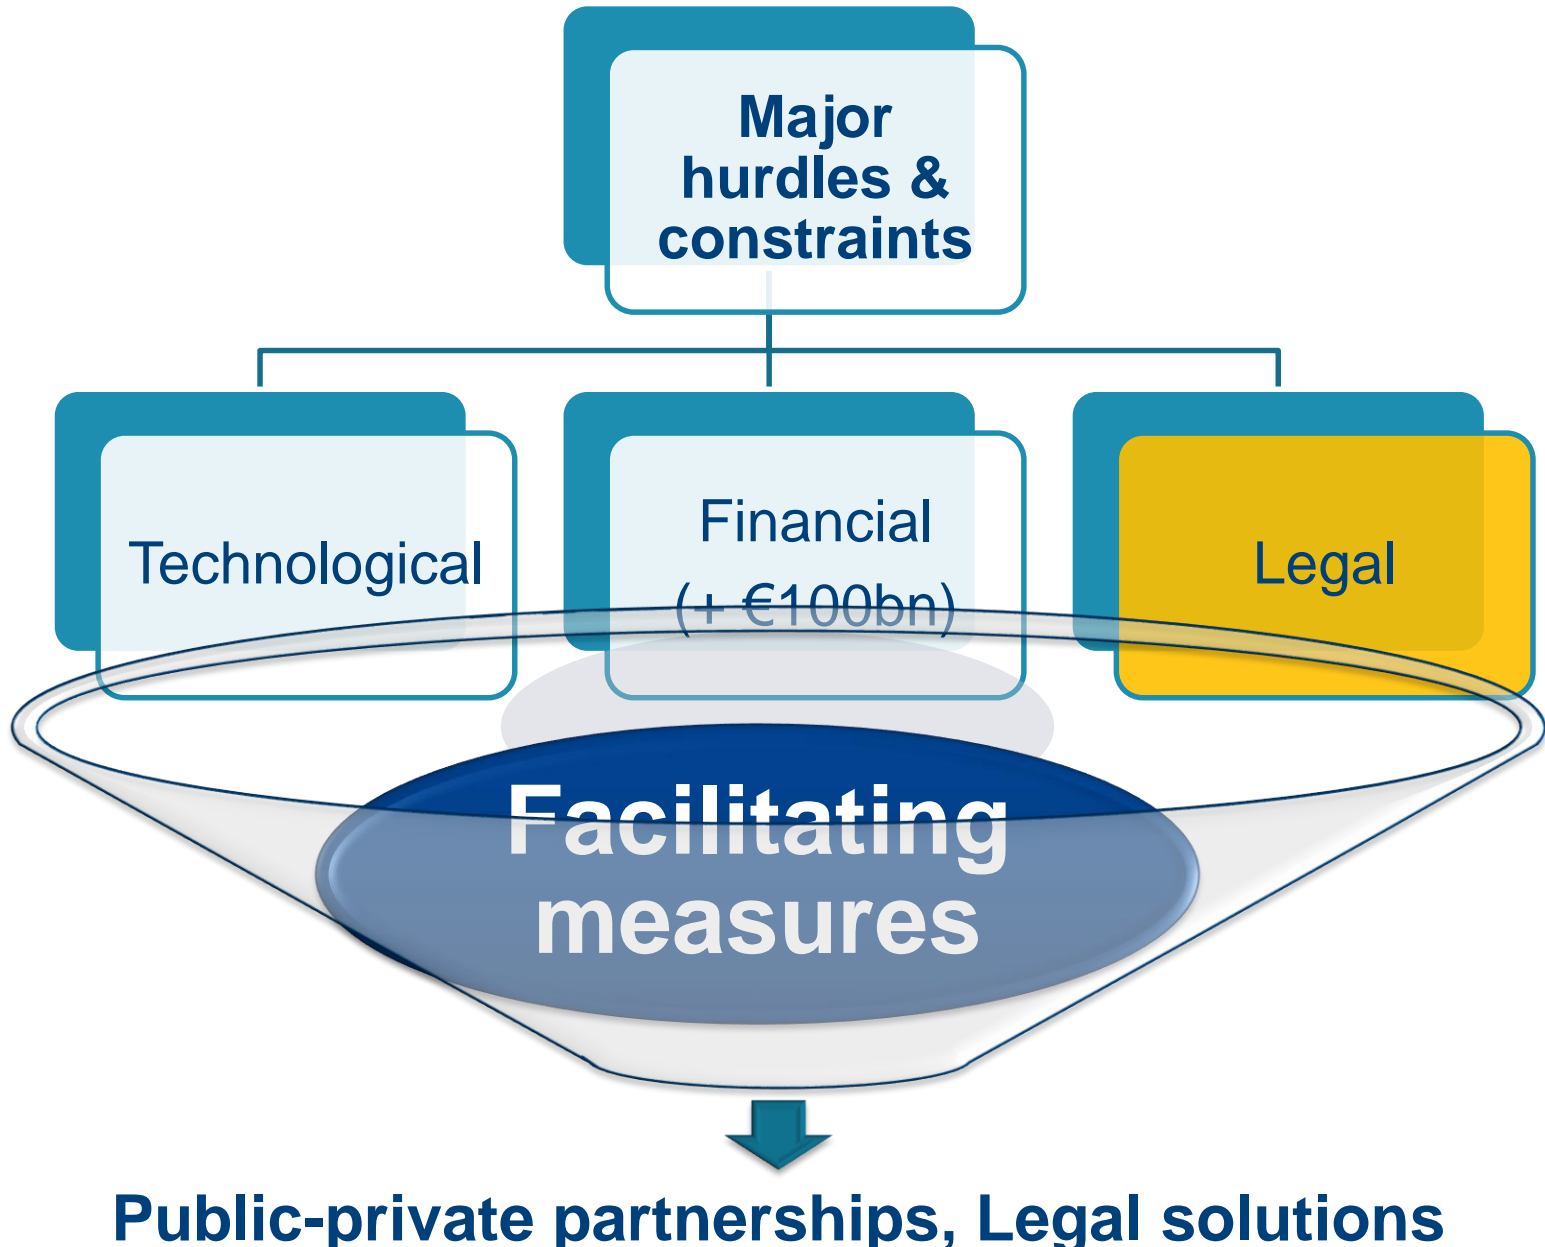 Major
hurdles &
constraints
Technological
Financial
(+ €100bn)
Legal
Facilitating
measures
Public-private partnerships, Legal solutions